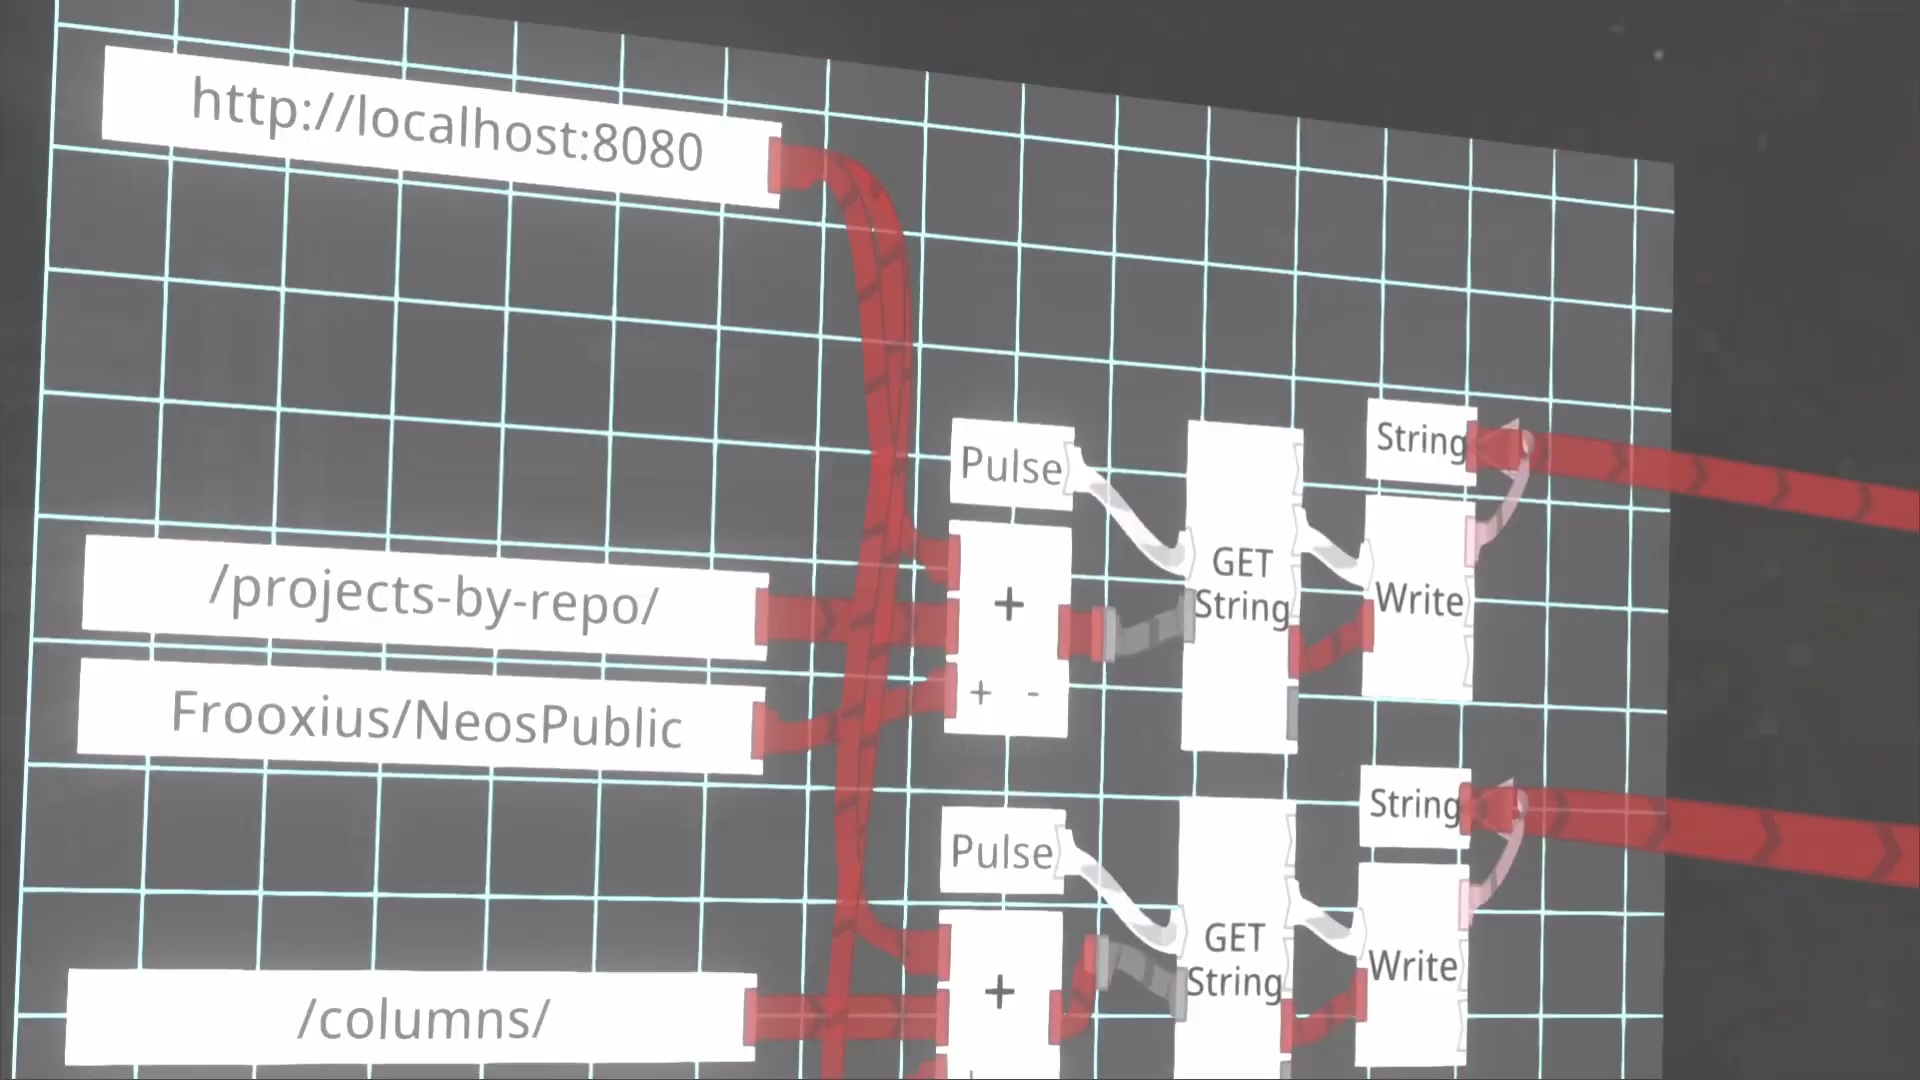 http://localhost:8080
String
Pulse
GET
String
Write
+
/projects-by-repo/
+ -
Frooxius/NeosPublic
String
Pulse
GET
String
Write
+
/columns/